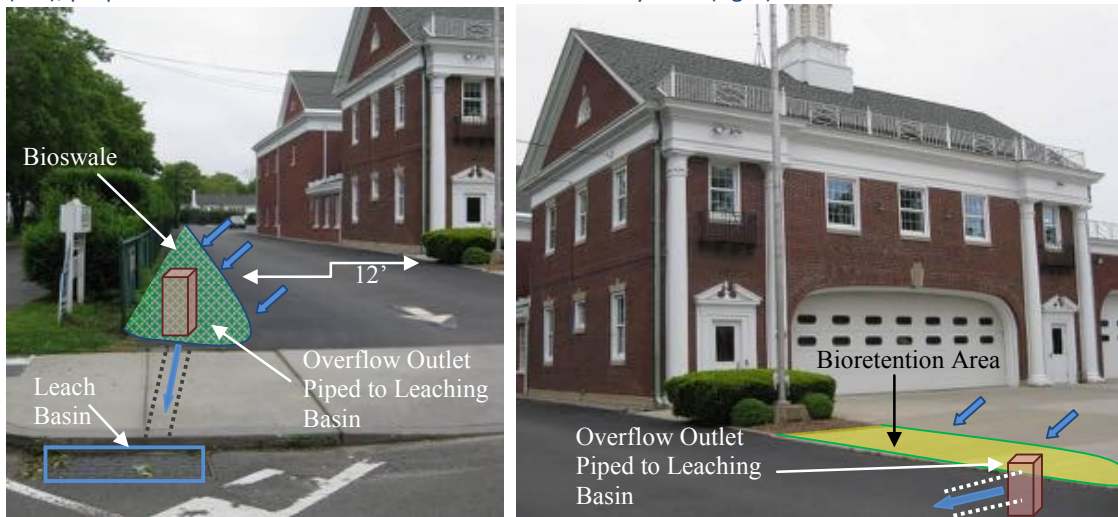 Bioswale
12'
Overflow Outlet
Piped to Leaching
Basin
Leach
Basin
Bioretention Area
Overflow Outlet
Piped to Leaching
Basin